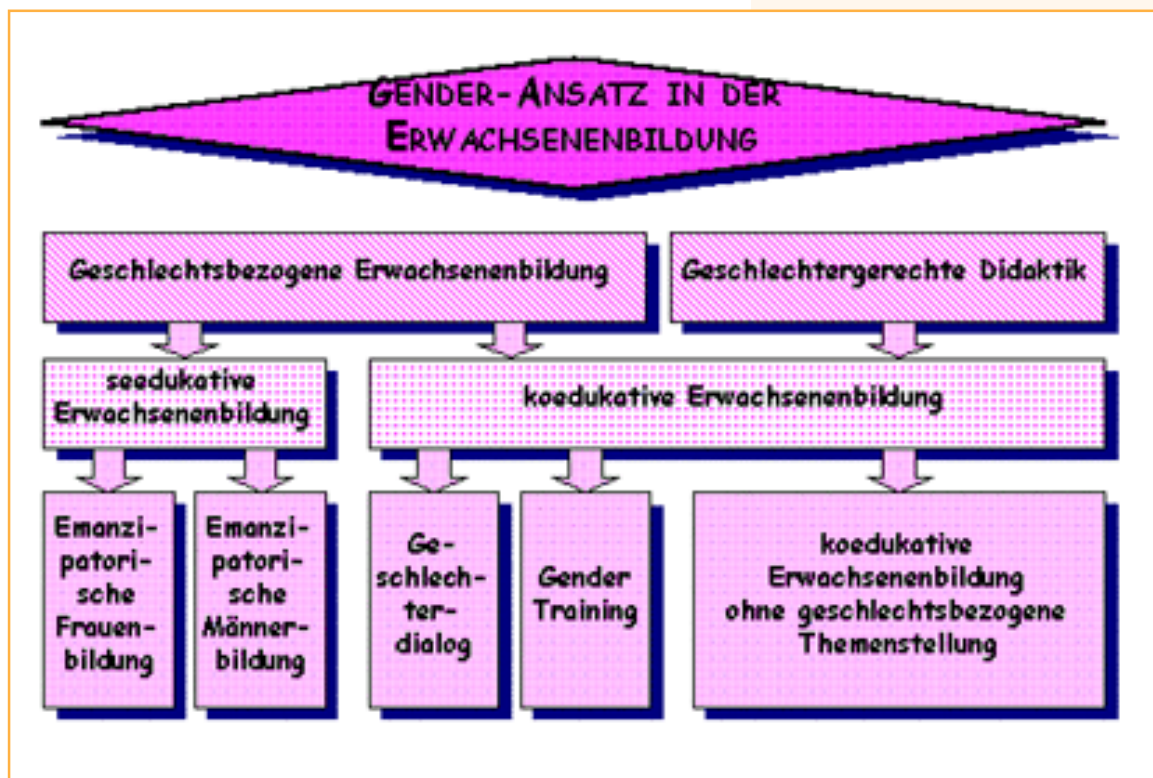 GENDER-ANSATZ IN DER
ERWACHSENENBILDUNG
Geschlechtsbezogene Erwachsenenbildung
Geschlechtergerechte Didaktik
seedukative
Erwachsenenbildung
koedukative Erwachsenenbildung
Emanzi-
patori-
sche
Frauen-
bildung
Emanzi-
patori-
sche
Männer-
bildung
Ge-
schlech-
ter-
dialog
Gender
Training
koedukative
Erwachsenenbildung
ohne geschlechtsbezogene
Themenstellung